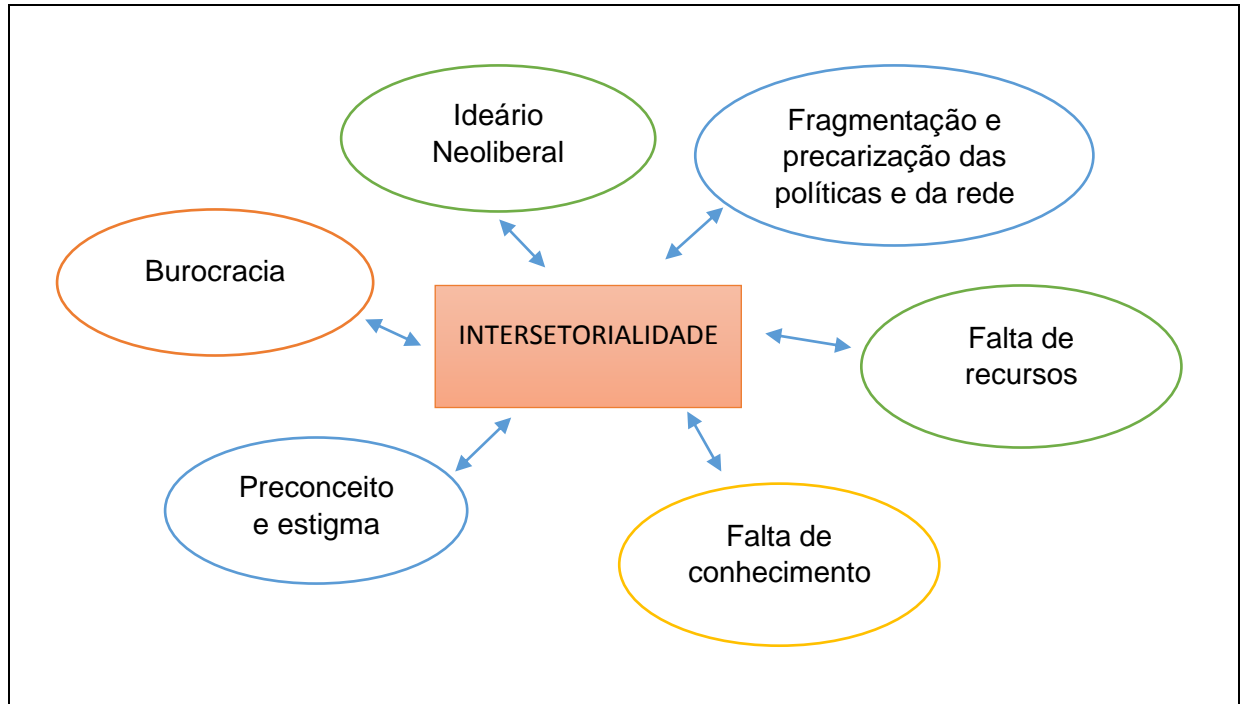 Ideário
Neoliberal
Fragmentação e
precarização das
políticas e da rede
Burocracia
INTERSETORIALIDADE
Falta de
recursos
Preconceito
e estigma
Falta de
conhecimento